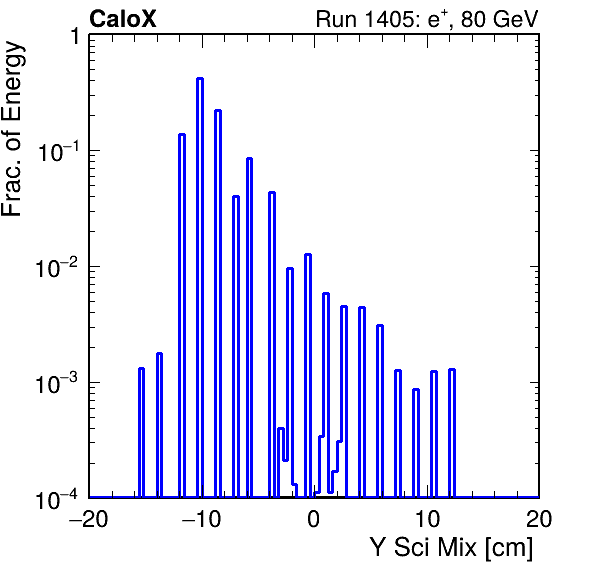 CaloX Run 1405: e⁺, 80 GeV
Frac. of Energy
1
10⁻¹
10⁻²
10⁻³
10⁻⁴
−20 −10 0 10 20
Y Sci Mix [cm]